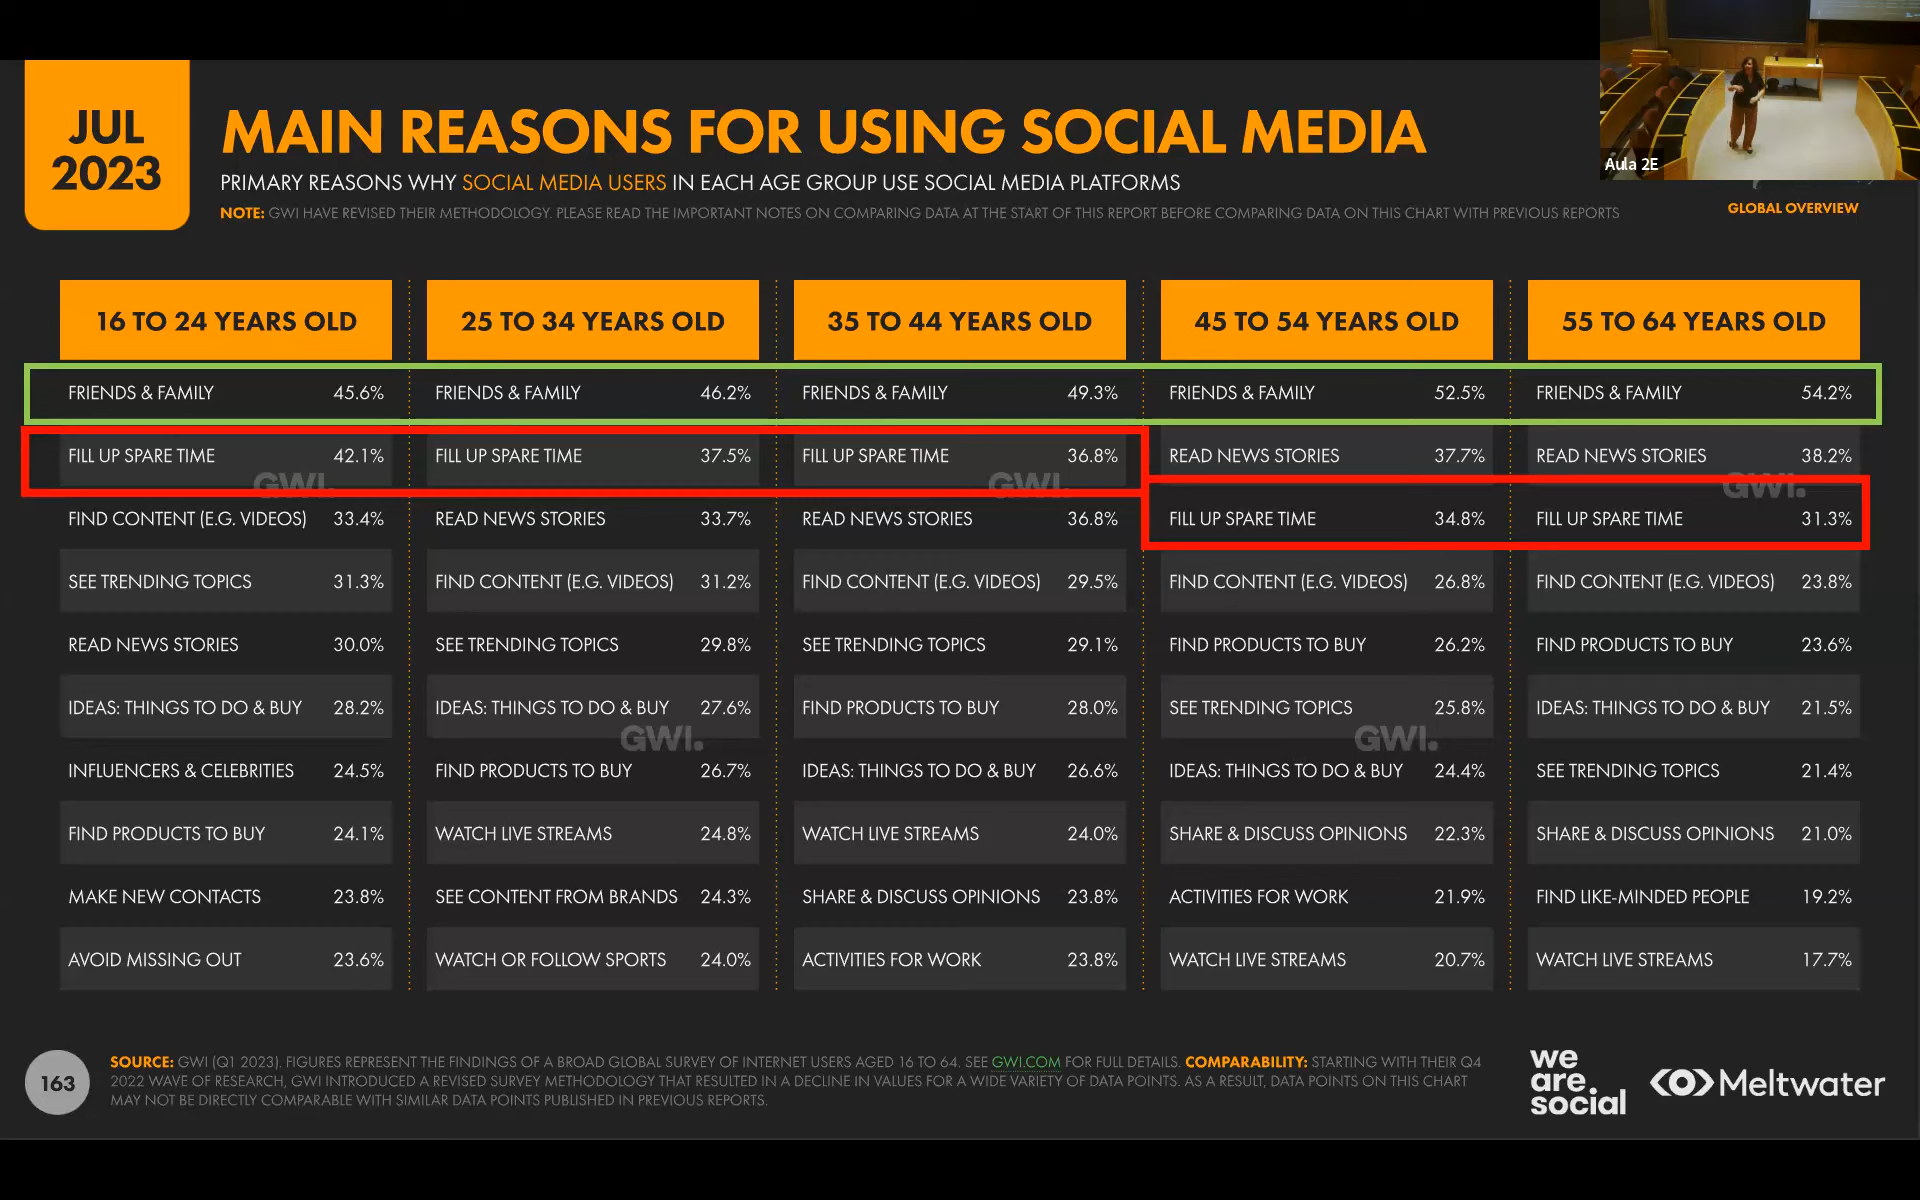 JUL
2023
MAIN REASONS FOR USING SOCIAL MEDIA
PRIMARY REASONS WHY SOCIAL MEDIA USERS IN EACH AGE GROUP USE SOCIAL MEDIA PLATFORMS
NOTE: GWI HAVE REVISED THEIR METHODOLOGY. PLEASE READ THE IMPORTANT NOTES ON COMPARING DATA AT THE START OF THIS REPORT BEFORE COMPARING DATA ON THIS CHART WITH PREVIOUS REPORTS
Aula 2E
GLOBAL OVERVIEW
16 TO 24 YEARS OLD
FRIENDS & FAMILY 45.6%
FILL UP SPARE TIME 42.1%
GWI.
FIND CONTENT (E.G. VIDEOS) 33.4%
SEE TRENDING TOPICS 31.3%
READ NEWS STORIES 30.0%
IDEAS: THINGS TO DO & BUY 28.2%
INFLUENCERS & CELEBRITIES 24.5%
FIND PRODUCTS TO BUY 24.1%
MAKE NEW CONTACTS 23.8%
AVOID MISSING OUT 23.6%
25 TO 34 YEARS OLD
FRIENDS & FAMILY 46.2%
FILL UP SPARE TIME 37.5%
READ NEWS STORIES 33.7%
FIND CONTENT (E.G. VIDEOS) 31.2%
SEE TRENDING TOPICS 29.8%
IDEAS: THINGS TO DO & BUY 27.6%
GWI.
FIND PRODUCTS TO BUY 26.7%
WATCH LIVE STREAMS 24.8%
SEE CONTENT FROM BRANDS 24.3%
WATCH OR FOLLOW SPORTS 24.0%
35 TO 44 YEARS OLD
FRIENDS & FAMILY 49.3%
FILL UP SPARE TIME 36.8%
GWI.
READ NEWS STORIES 36.8%
FIND CONTENT (E.G. VIDEOS) 29.5%
SEE TRENDING TOPICS 29.1%
FIND PRODUCTS TO BUY 28.0%
IDEAS: THINGS TO DO & BUY 26.6%
WATCH LIVE STREAMS 24.0%
SHARE & DISCUSS OPINIONS 23.8%
ACTIVITIES FOR WORK 23.8%
45 TO 54 YEARS OLD
FRIENDS & FAMILY 52.5%
READ NEWS STORIES 37.7%
FILL UP SPARE TIME 34.8%
FIND CONTENT (E.G. VIDEOS) 26.8%
FIND PRODUCTS TO BUY 26.2%
SEE TRENDING TOPICS 25.8%
GWI.
IDEAS: THINGS TO DO & BUY 24.4%
SHARE & DISCUSS OPINIONS 22.3%
ACTIVITIES FOR WORK 21.9%
WATCH LIVE STREAMS 20.7%
55 TO 64 YEARS OLD
FRIENDS & FAMILY 54.2%
READ NEWS STORIES 38.2%
GWI.
FILL UP SPARE TIME 31.3%
FIND CONTENT (E.G. VIDEOS) 23.8%
FIND PRODUCTS TO BUY 23.6%
IDEAS: THINGS TO DO & BUY 21.5%
SEE TRENDING TOPICS 21.4%
SHARE & DISCUSS OPINIONS 21.0%
FIND LIKE-MINDED PEOPLE 19.2%
WATCH LIVE STREAMS 17.7%
163
SOURCE: GWI (Q1 2023). FIGURES REPRESENT THE FINDINGS OF A BROAD GLOBAL SURVEY OF INTERNET USERS AGED 16 TO 64. SEE GWI.COM FOR FULL DETAILS. COMPARABILITY: STARTING WITH THEIR Q4
2022 WAVE OF RESEARCH, GWI INTRODUCED A REVISED SURVEY METHODOLOGY THAT RESULTED IN A DECLINE IN VALUES FOR A WIDE VARIETY OF DATA POINTS. AS A RESULT, DATA POINTS ON THIS CHART
MAY NOT BE DIRECTLY COMPARABLE WITH SIMILAR DATA POINTS PUBLISHED IN PREVIOUS REPORTS.
we
are.
social
Meltwater